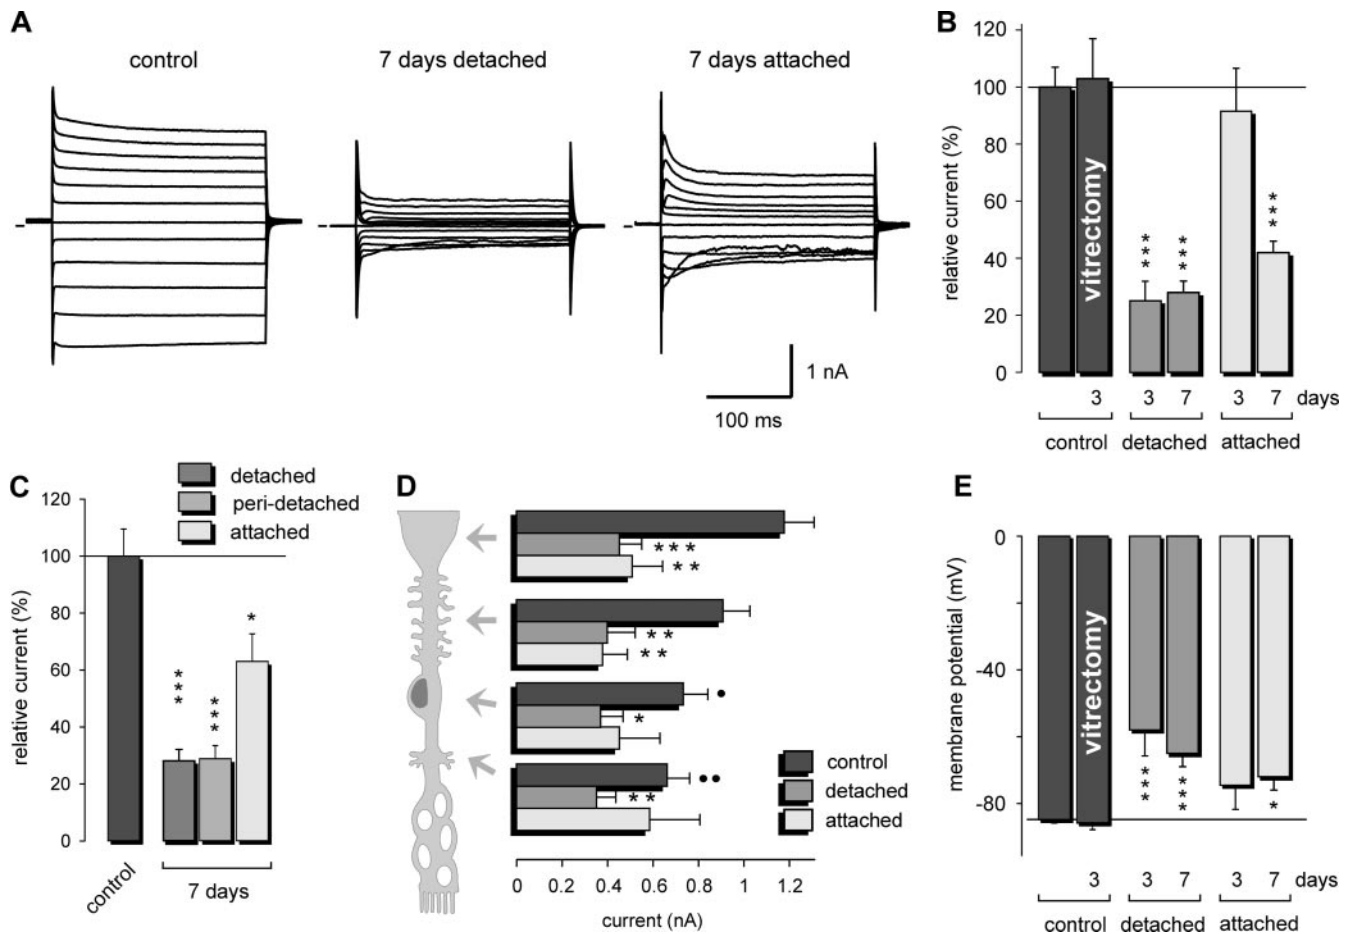 A
control
7 days detached
7 days attached
1 nA
100 ms
B
relative current (%)
120
100
80
60
40
20
0
vitrectomy
***
***
***
3
3
7
3
7
days
control
detached
attached
C
detached
peri-detached
attached
relative current (%)
120
100
80
60
40
20
0
***
***
*
control
7 days
D
***
**
**
**
•
*
••
**
control
detached
attached
0
0.2
0.4
0.6
0.8
1
1.2
current (nA)
E
membrane potential (mV)
0
-40
-80
vitrectomy
***
***
*
3
3
7
3
7
days
control
detached
attached